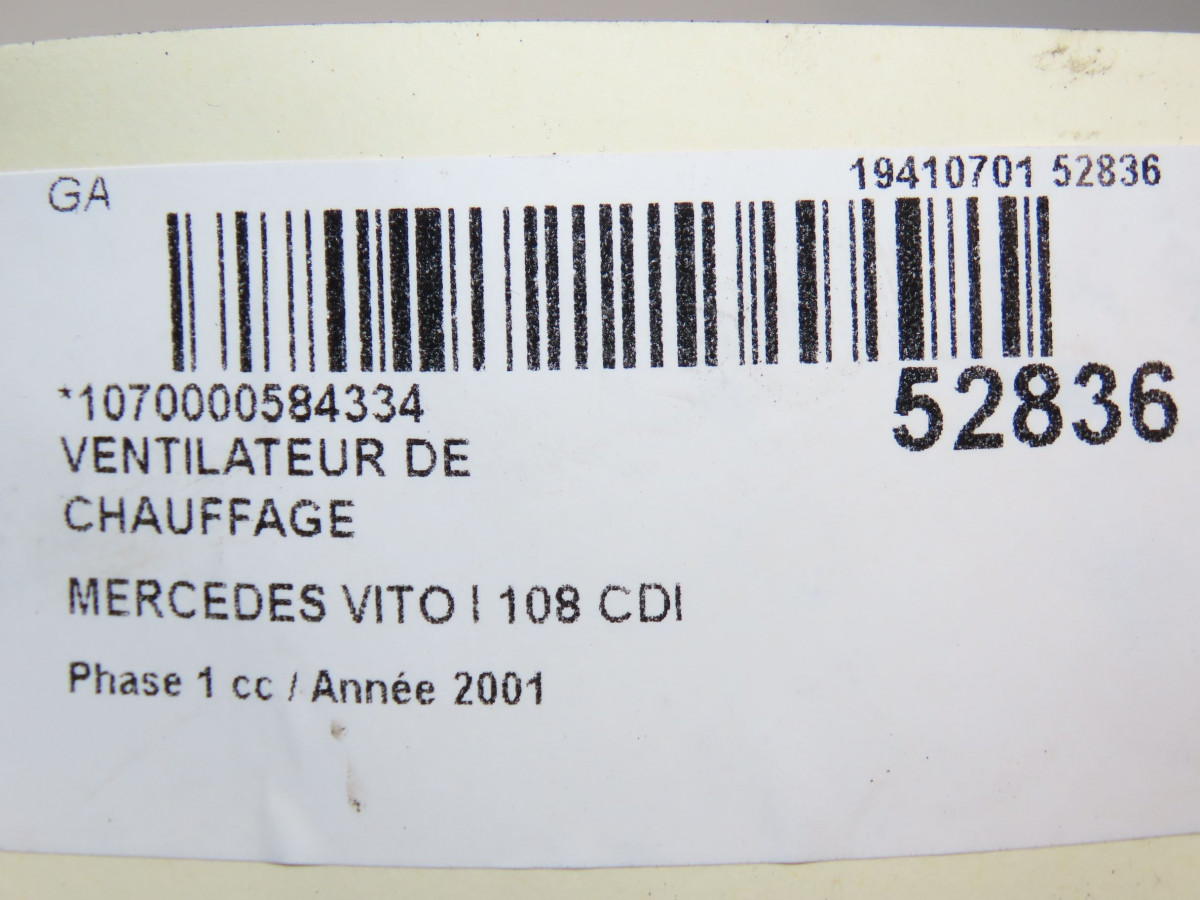 GA
19410701 52836
*1070000584334
52836
VENTILATEUR DE
CHAUFFAGE
MERCEDES VITO I 108 CDI
Phase 1 cc / Année 2001